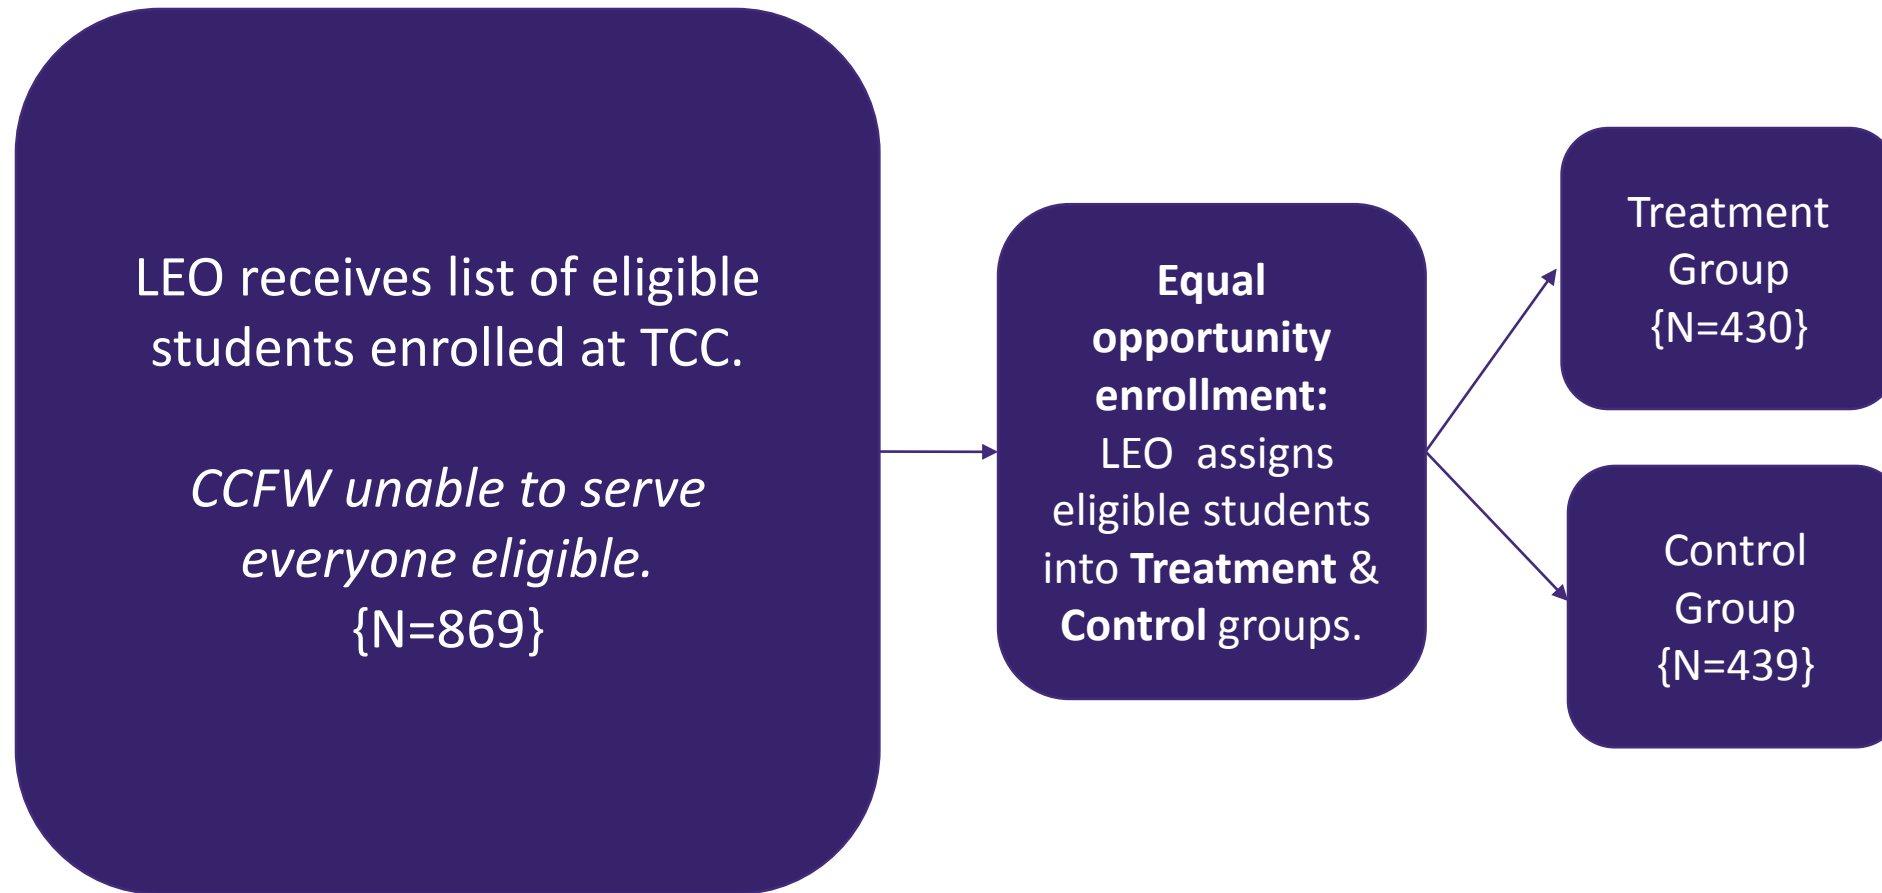 LEO receives list of eligible
students enrolled at TCC.
CCFW unable to serve
everyone eligible.
{N=869}
Equal
opportunity
enrollment:
LEO  assigns
eligible students
into Treatment &
Control groups.
Treatment
Group
{N=430}
Control
Group
{N=439}